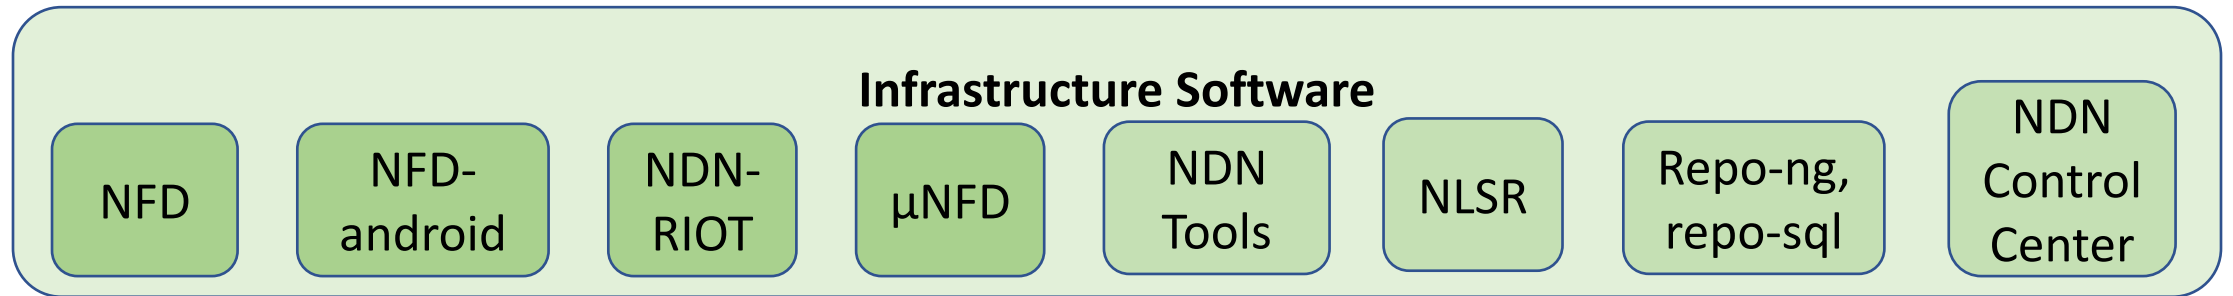 Infrastructure Software
NFD
NFD-
android
NDN-
RIOT
µNFD
NDN
Tools
NLSR
Repo-ng,
repo-sql
NDN
Control
Center